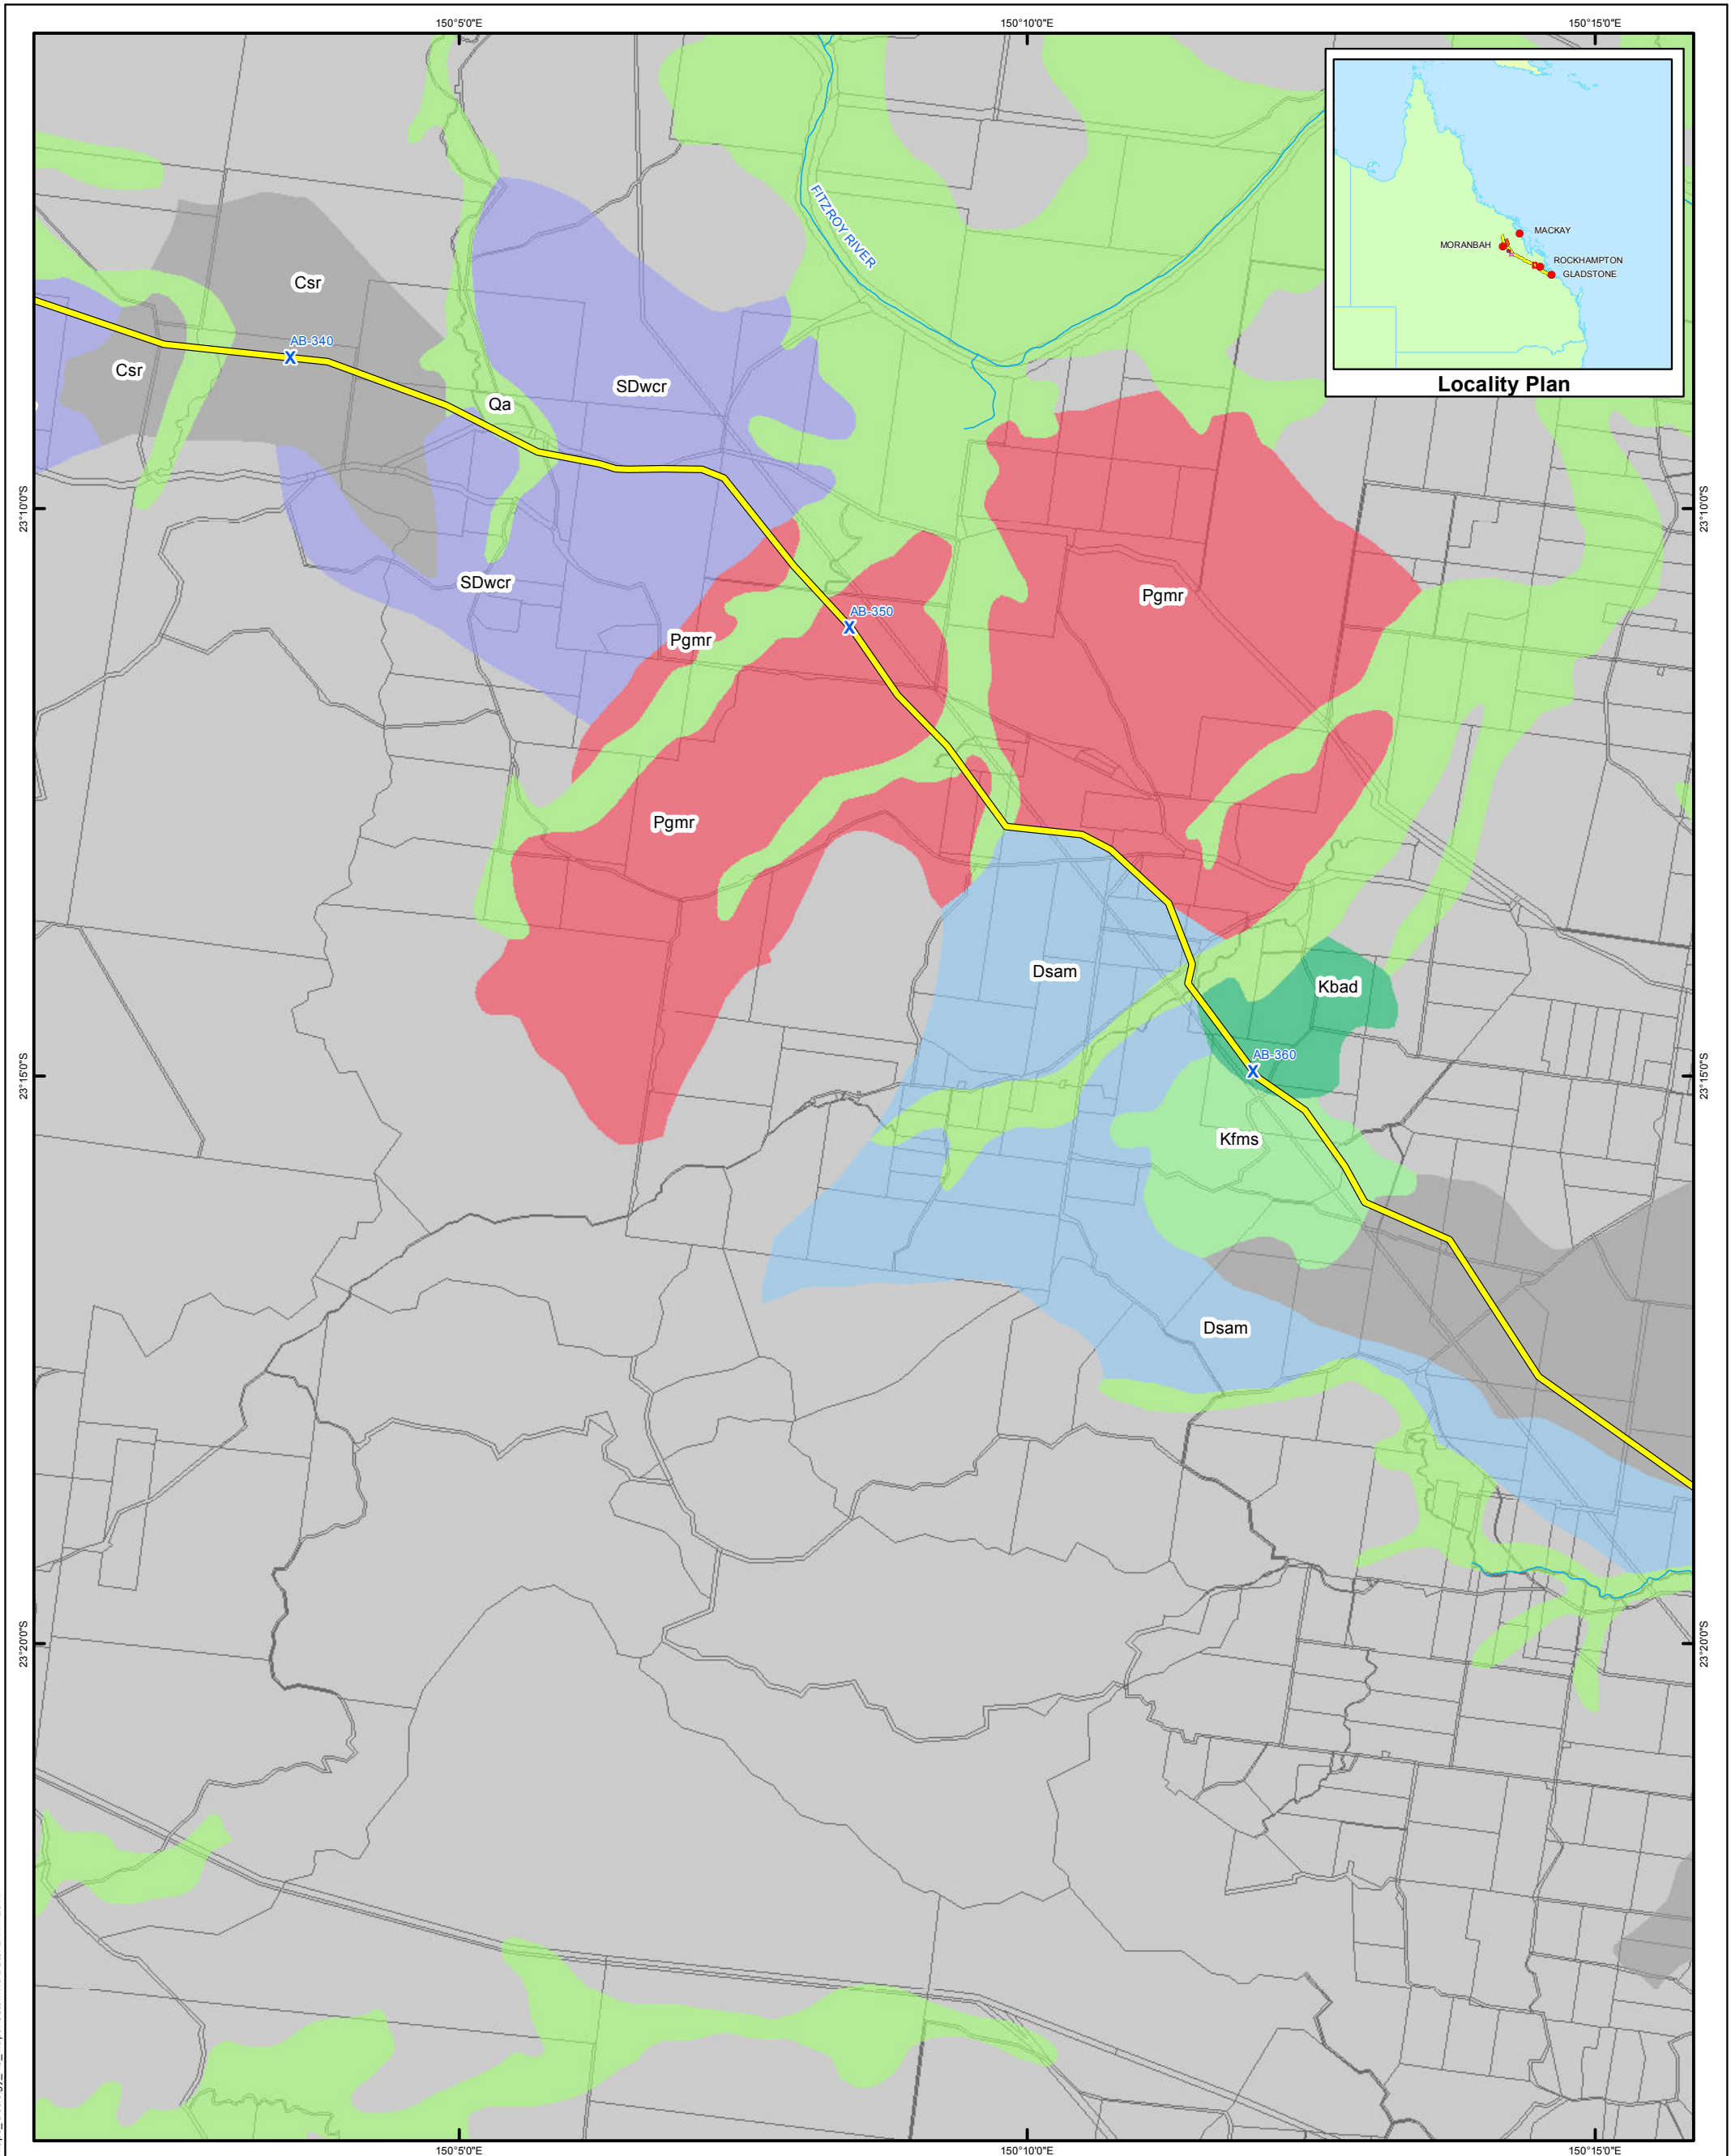 150°5'0"E
150°10'0"E
150°15'0"E
MACKAY
MORANBAH
ROCKHAMPTON
GLADSTONE
Locality Plan
FITZROY RIVER
Csr
AB-340
Csr
SDwcr
Qa
23°10'0"S
23°10'0"S
SDwcr
Pgmr
AB-350
Pgmr
Pgmr
Dsam
Kbad
AB-360
23°15'0"S
23°15'0"S
Kfms
Dsam
23°20'0"S
23°20'0"S
150°5'0"E
150°10'0"E
150°15'0"E